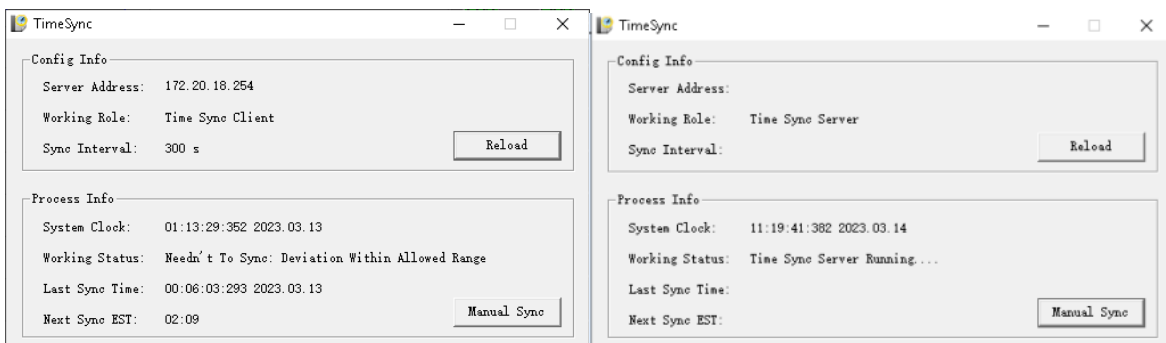 TimeSync
Config Info
Server Address: 172.20.18.254
Working Role: Time Sync Client
Sync Interval: 300 s
Reload
Process Info
System Clock: 01:13:29:352 2023.03.13
Working Status: Needn't To Sync: Deviation Within Allowed Range
Last Sync Time: 00:06:03:293 2023.03.13
Next Sync EST: 02:09
Manual Sync
TimeSync
Config Info
Server Address:
Working Role: Time Sync Server
Sync Interval:
Reload
Process Info
System Clock: 11:19:41:382 2023.03.14
Working Status: Time Sync Server Running....
Last Sync Time:
Next Sync EST:
Manual Sync